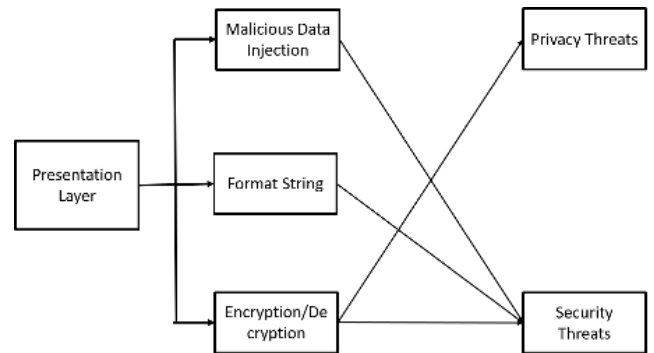 Malicious Data
Injection
Privacy Threats
Presentation
Layer
Format String
Encryption/De
cryption
Security
Threats